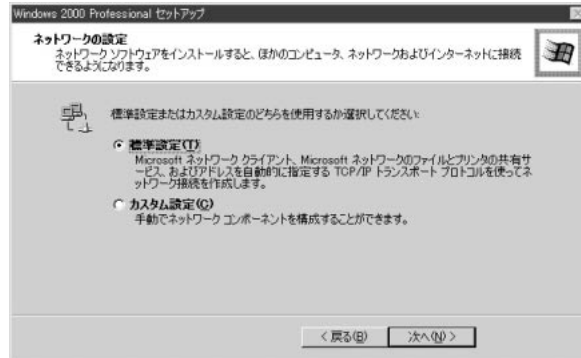 Windows 2000 Professional セットアップ
ネットワークの設定
ネットワーク ソフトウェアをインストールすると、ほかのコンピュータ、ネットワークおよびインターネットに接続
できるようになります。
標準設定またはカスタム設定のどちらを使用するか選択してください:
標準設定(T)
Microsoft ネットワーク クライアント、Microsoft ネットワークのファイルとプリンタの共有サ
ービス、およびアドレスを自動的に指定する TCP/IP トランスポート プロトコルを使ってネ
ットワーク接続を作成します。
カスタム設定(C)
手動でネットワーク コンポーネントを構成することができます。
< 戻る(B)
次へ(N) >